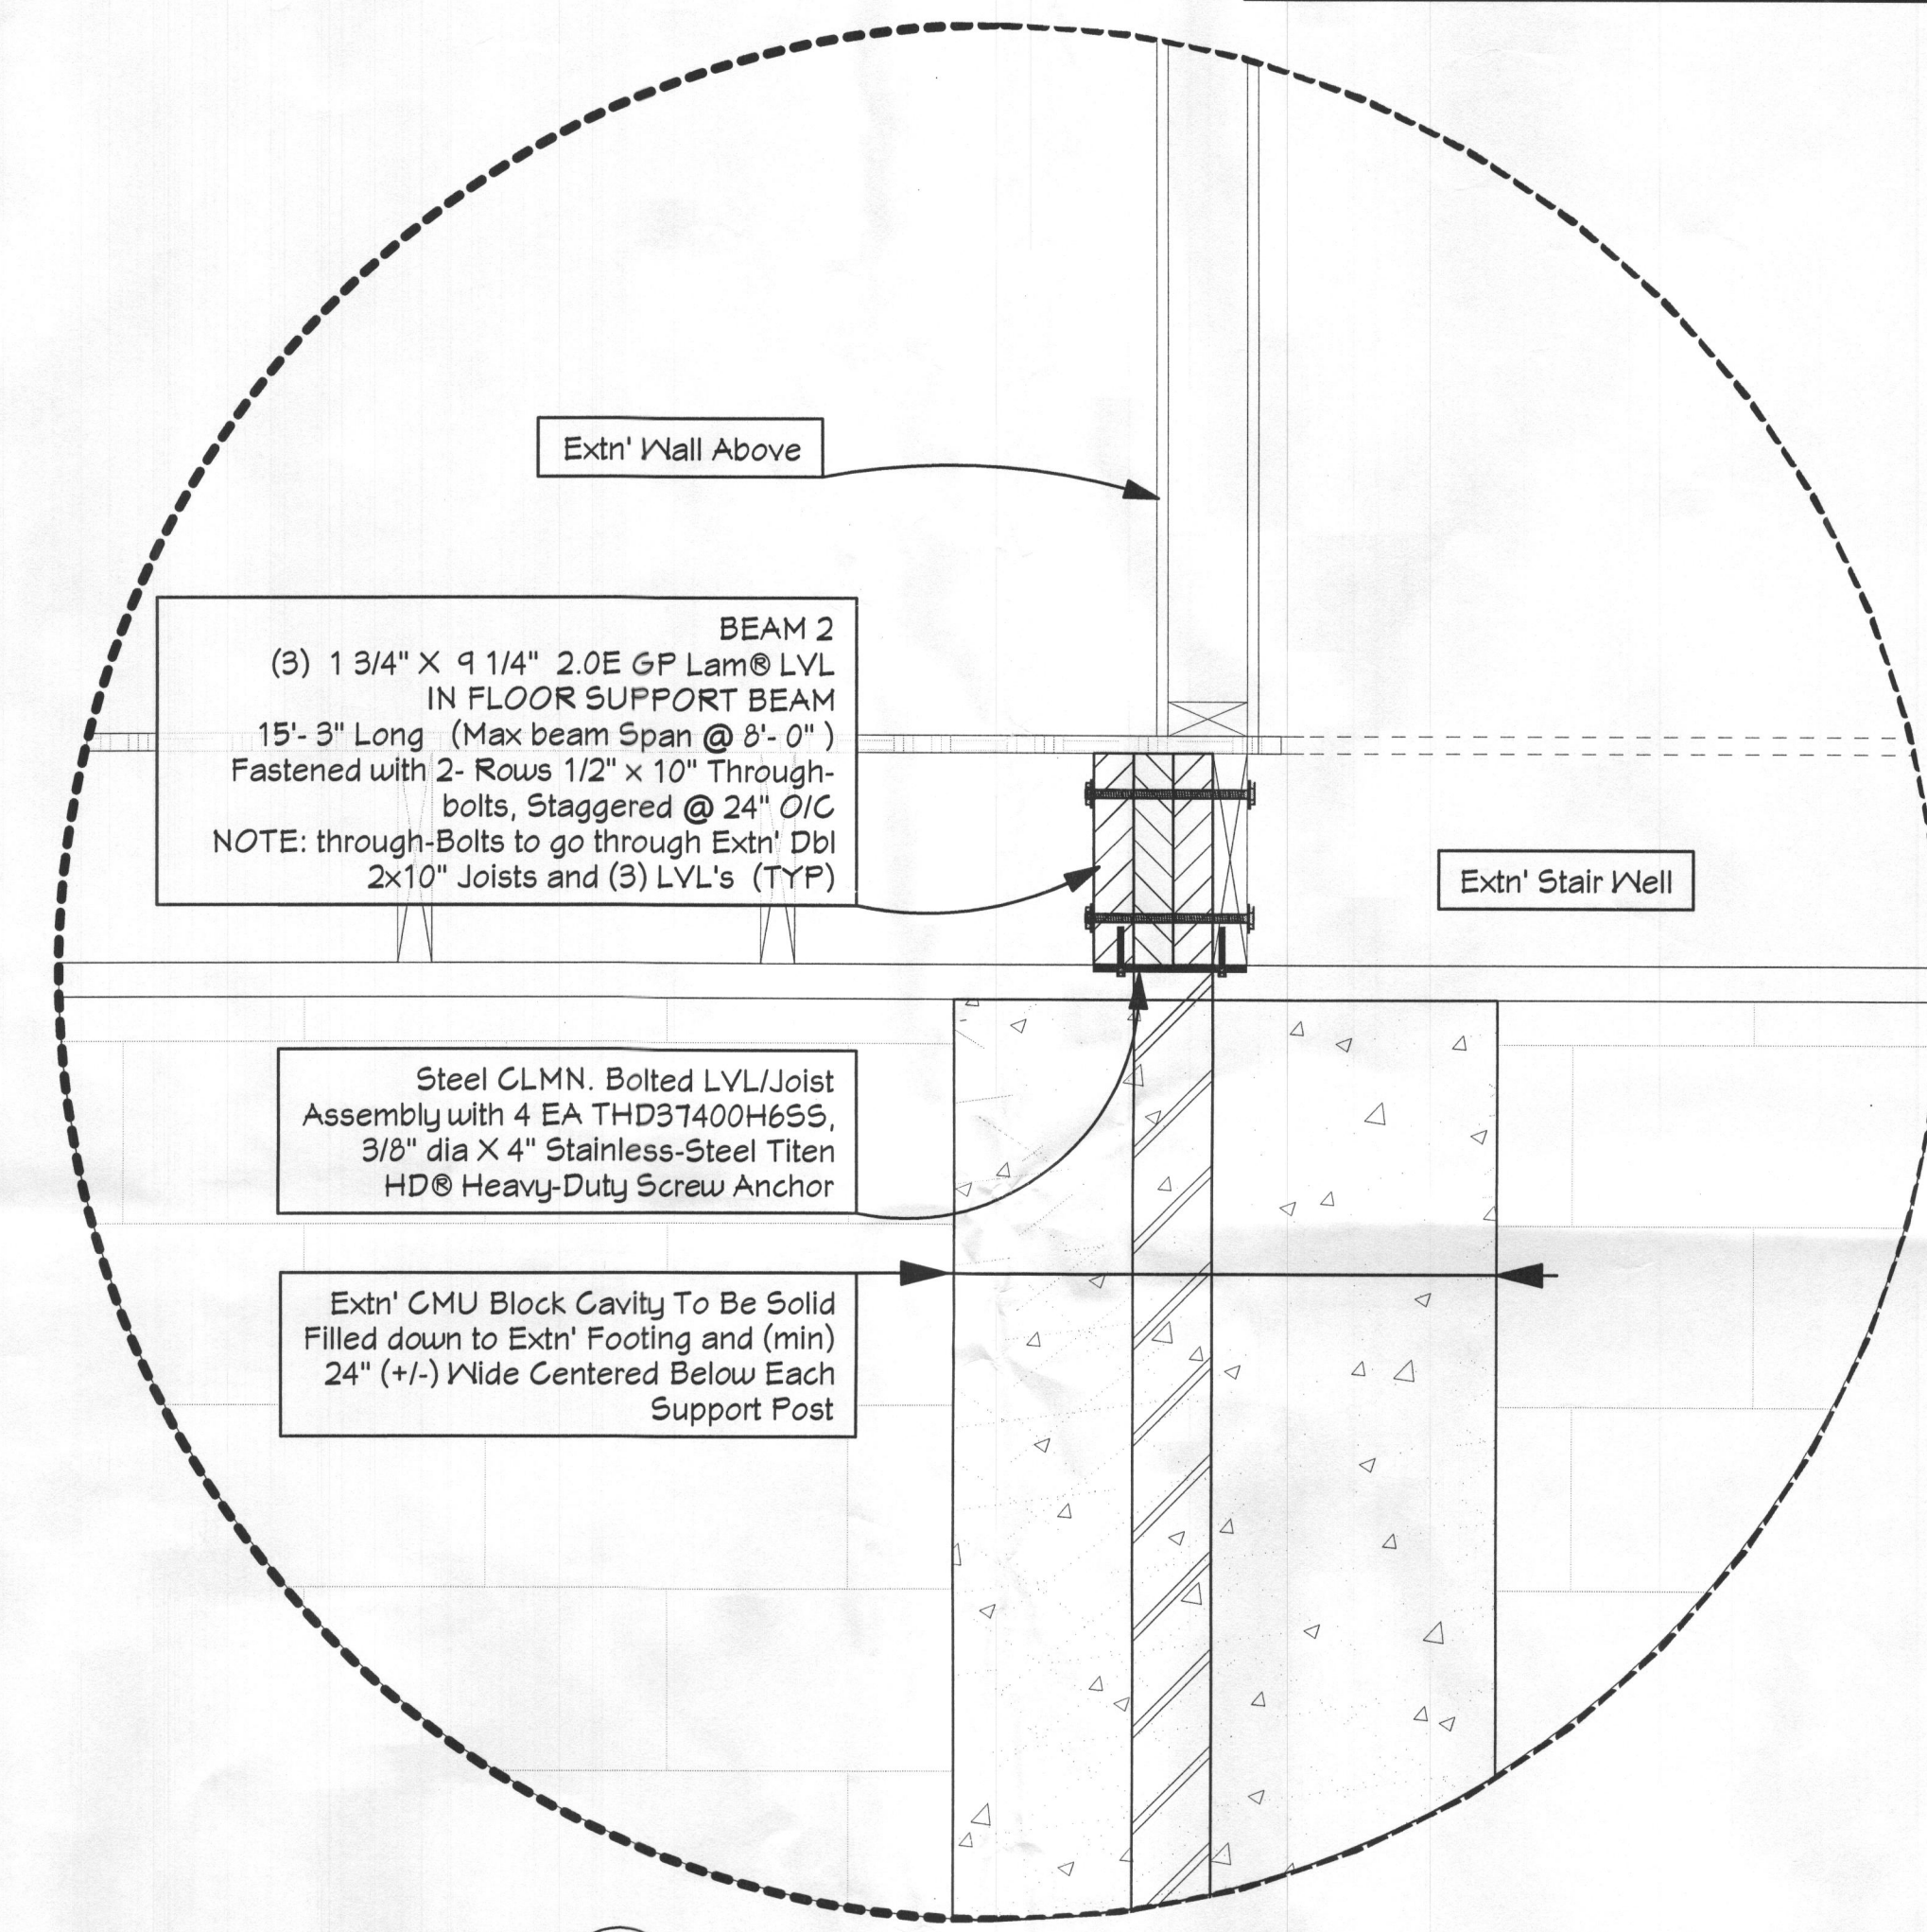 Extn' Wall Above
BEAM 2
(3) 1 3/4" X 9 1/4" 2.0E GP Lam® LVL
IN FLOOR SUPPORT BEAM
15'- 3" Long (Max beam Span @ 8'- 0" )
Fastened with 2- Rows 1/2" x 10" Through-
bolts, Staggered @ 24" O/C
NOTE: through-Bolts to go through Extn' Dbl
2x10" Joists and (3) LVL's (TYP)
Extn' Stair Well
Steel CLMN. Bolted LVL/Joist
Assembly with 4 EA THD37400H6SS,
3/8" dia X 4" Stainless-Steel Titen
HD® Heavy-Duty Screw Anchor
Extn' CMU Block Cavity To Be Solid
Filled down to Extn' Footing and (min)
24" (+/-) Wide Centered Below Each
Support Post